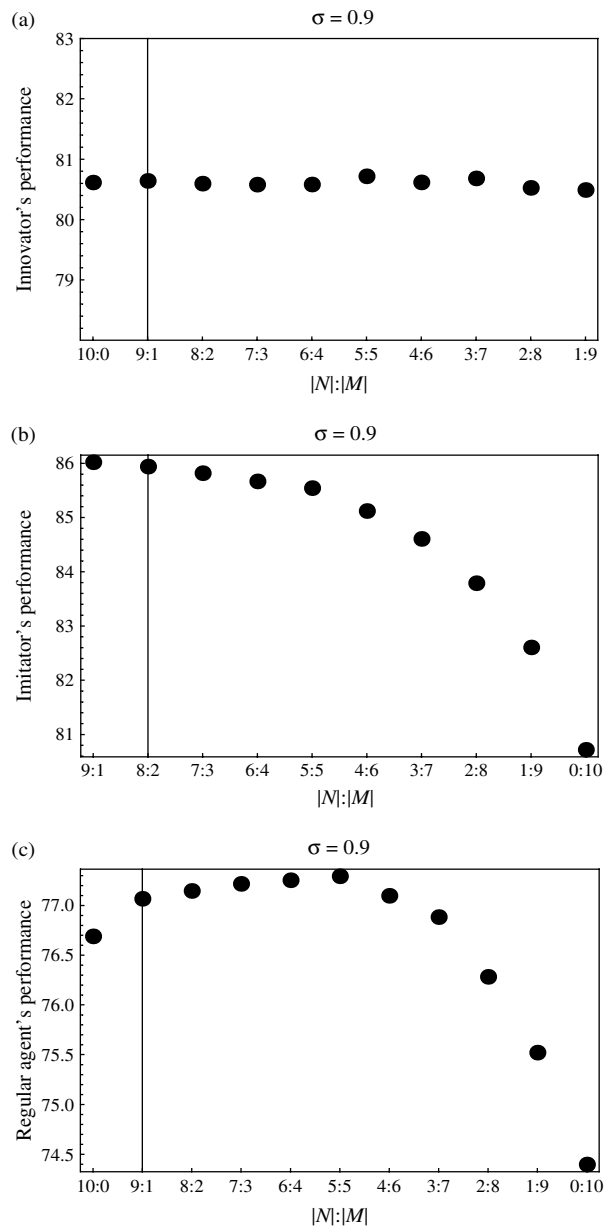 (a)
σ = 0.9
Innovator's performance
83
82
81
80
79
10:0 9:1 8:2 7:3 6:4 5:5 4:6 3:7 2:8 1:9
|N|:|M|
(b)
σ = 0.9
Imitator's performance
86
85
84
83
82
81
9:1 8:2 7:3 6:4 5:5 4:6 3:7 2:8 1:9 0:10
|N|:|M|
(c)
σ = 0.9
Regular agent's performance
77.0
76.5
76.0
75.5
75.0
74.5
10:0 9:1 8:2 7:3 6:4 5:5 4:6 3:7 2:8 1:9 0:10
|N|:|M|